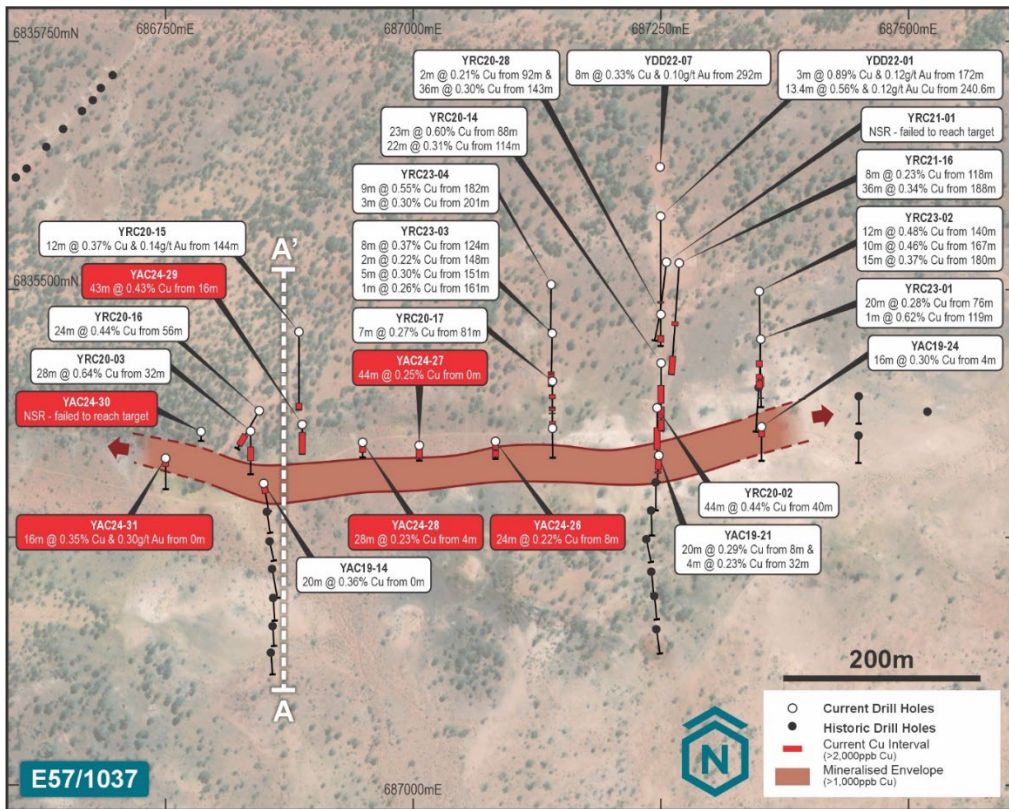 6835750mN
686750mE
687000mE
687250mE
687500mE
YRC20-28
2m @ 0.21% Cu from 92m &
36m @ 0.30% Cu from 143m
YDD22-07
8m @ 0.33% Cu & 0.10g/t Au from 292m
YDD22-01
3m @ 0.89% Cu & 0.12g/t Au from 172m
13.4m @ 0.56% & 0.12g/t Au Cu from 240.6m
YRC20-14
23m @ 0.60% Cu from 88m
22m @ 0.31% Cu from 114m
YRC21-01
NSR - failed to reach target
YRC21-16
8m @ 0.23% Cu from 118m
36m @ 0.34% Cu from 188m
YRC23-04
9m @ 0.55% Cu from 182m
3m @ 0.30% Cu from 201m
YRC23-03
8m @ 0.37% Cu from 124m
2m @ 0.22% Cu from 148m
5m @ 0.30% Cu from 151m
1m @ 0.26% Cu from 161m
YRC23-02
12m @ 0.48% Cu from 140m
10m @ 0.46% Cu from 167m
15m @ 0.37% Cu from 180m
YRC20-15
12m @ 0.37% Cu & 0.14g/t Au from 144m
A'
6835500mN
YAC24-29
43m @ 0.43% Cu from 16m
YRC23-01
20m @ 0.28% Cu from 76m
1m @ 0.62% Cu from 119m
YRC20-16
24m @ 0.44% Cu from 56m
YRC20-17
7m @ 0.27% Cu from 81m
YAC19-24
16m @ 0.30% Cu from 4m
YRC20-03
28m @ 0.64% Cu from 32m
YAC24-27
44m @ 0.25% Cu from 0m
YAC24-30
NSR - failed to reach target
YRC20-02
44m @ 0.44% Cu from 40m
YAC24-31
16m @ 0.35% Cu & 0.30g/t Au from 0m
YAC24-28
28m @ 0.23% Cu from 4m
YAC24-26
24m @ 0.22% Cu from 8m
YAC19-21
20m @ 0.29% Cu from 8m &
4m @ 0.23% Cu from 32m
YAC19-14
20m @ 0.36% Cu from 0m
A
200m
Current Drill Holes
Historic Drill Holes
Current Cu Interval
(>2,000ppb Cu)
Mineralised Envelope
(>1,000ppb Cu)
N
E57/1037
687000mE